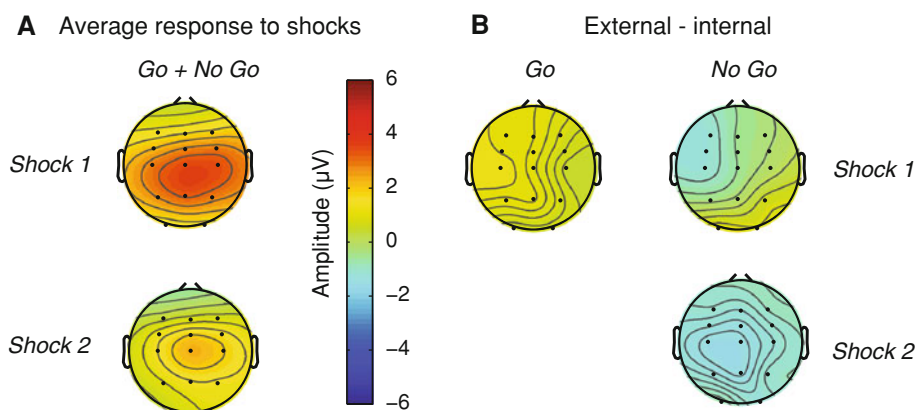 A Average response to shocks
Go + No Go
Shock 1
Shock 2
Amplitude (µV)
6
4
2
0
−2
−4
−6
B External - internal
Go
No Go
Shock 1
Shock 2